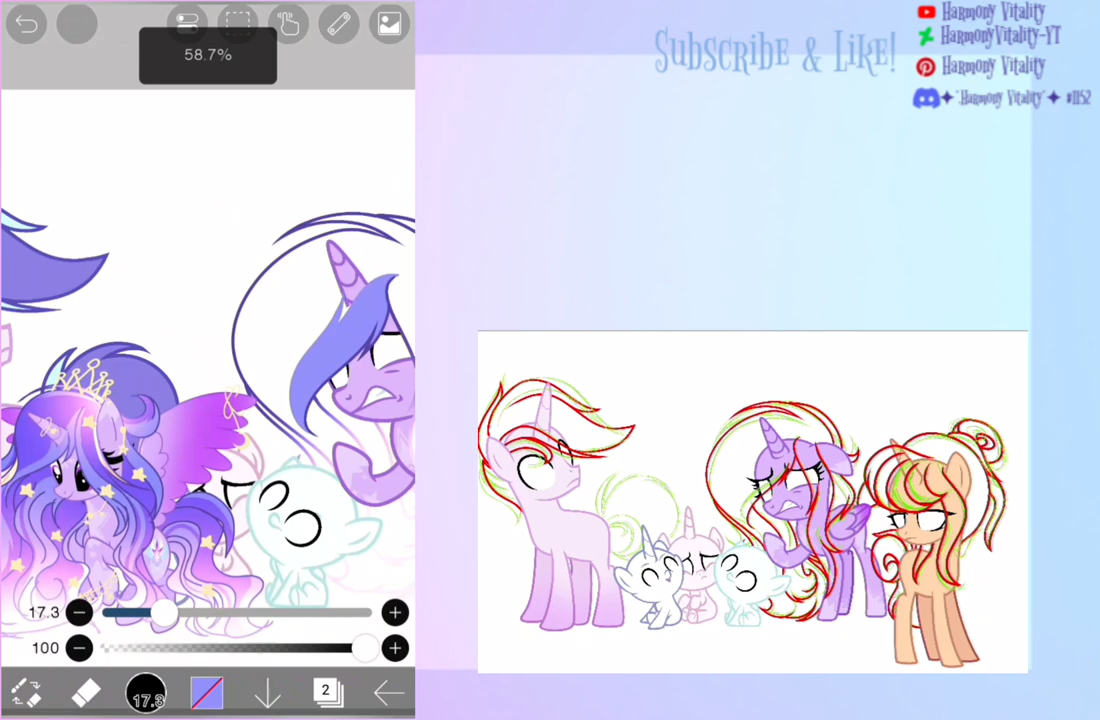 58.7%
Subscribe & Like!
Harmony Vitality
HarmonyVitality-YT
Harmony Vitality
✦".Harmony Vitality"✦ #1152
17.3
100
17.3
2